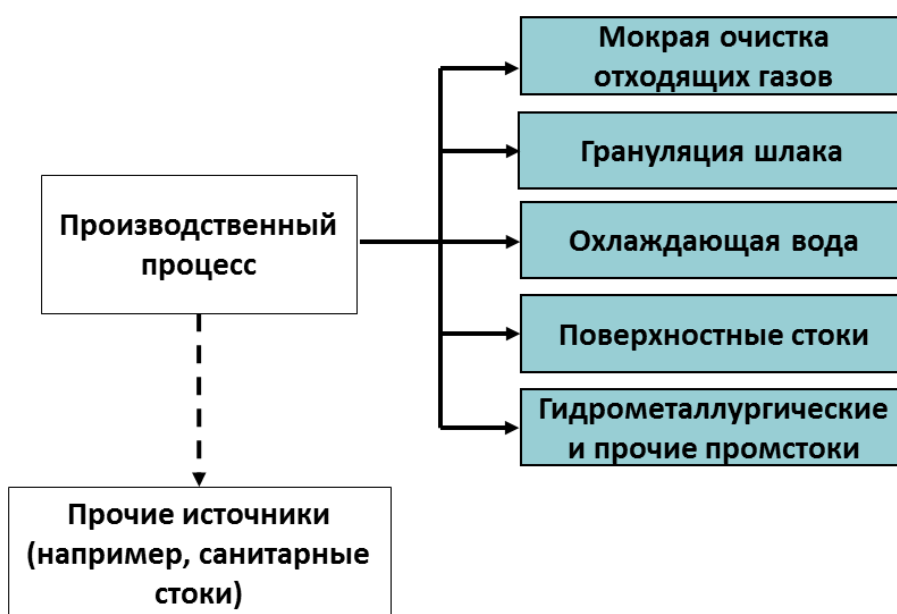 Мокрая очистка
отходящих газов
Грануляция шлака
Производственный
процесс
Охлаждающая вода
Поверхностные стоки
Гидрометаллургические
и прочие промстоки
Прочие источники
(например, санитарные
стоки)